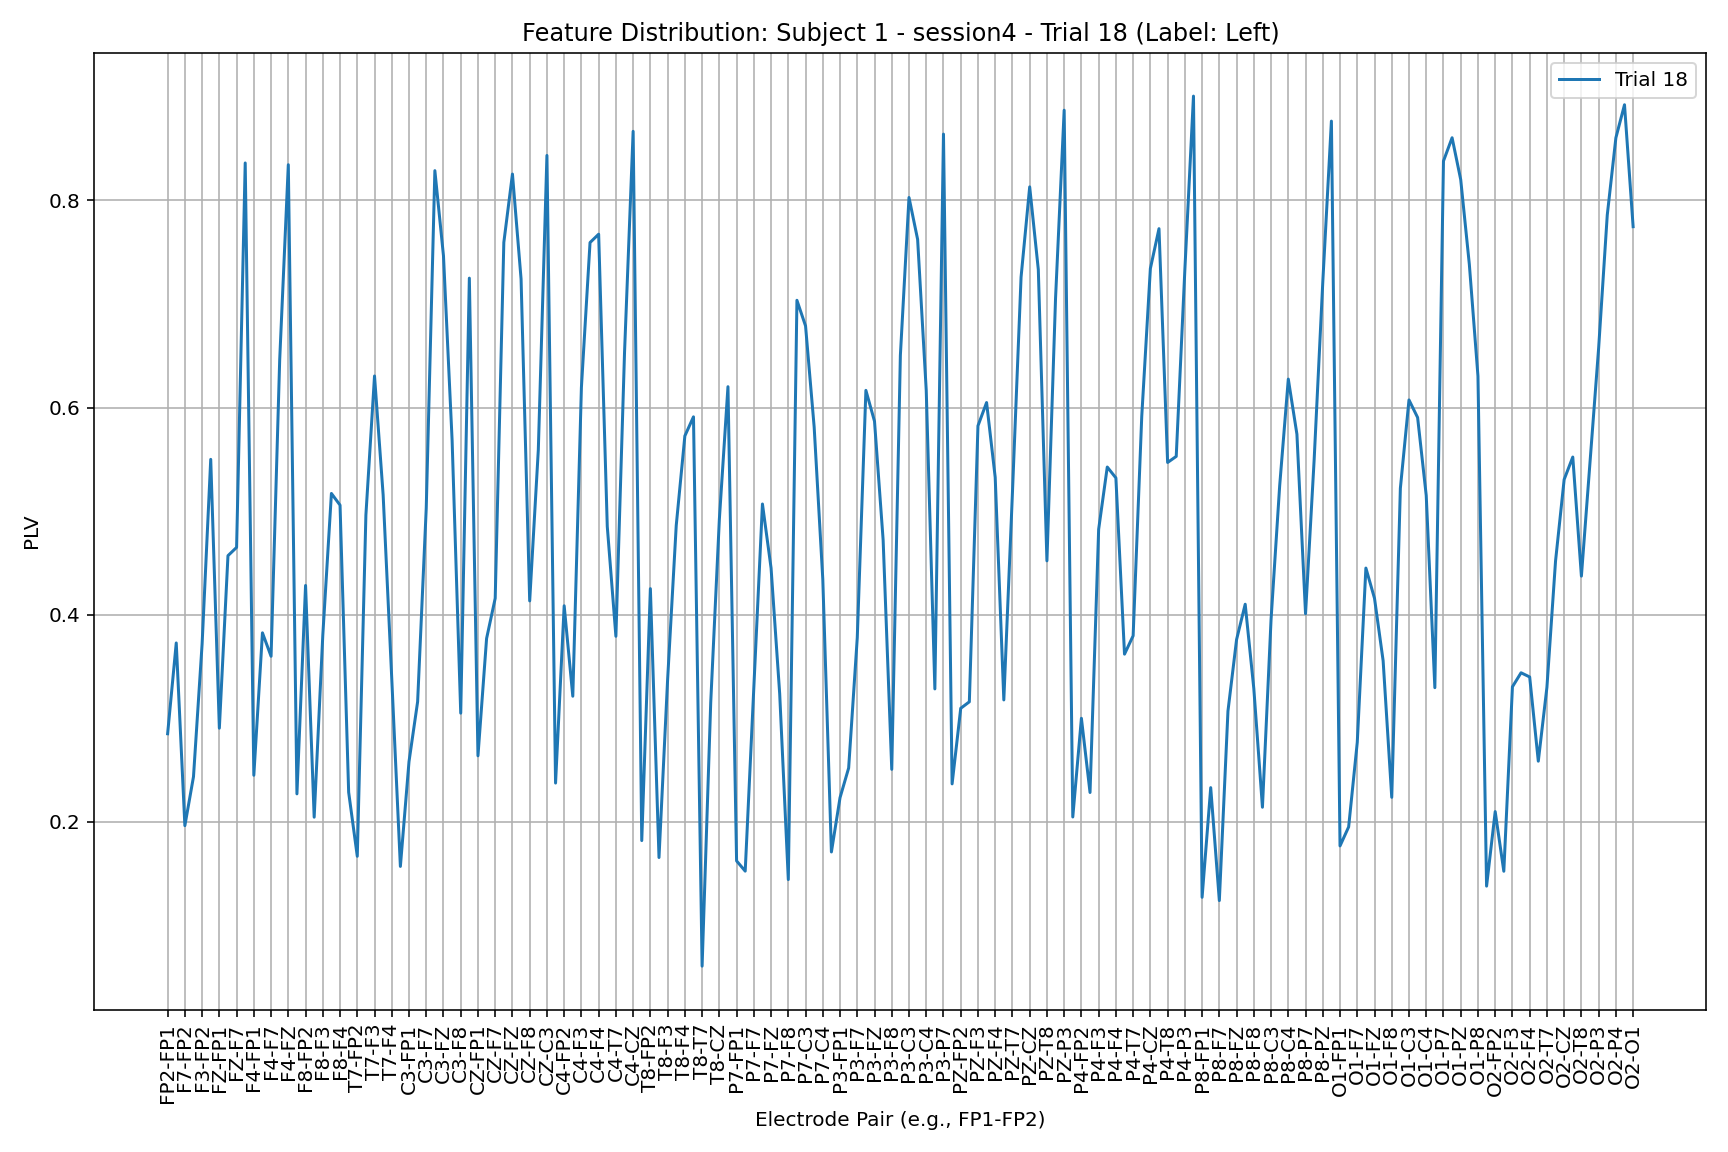 Feature Distribution: Subject 1 - session4 - Trial 18 (Label: Left)
Trial 18
PLV
0.8
0.6
0.4
0.2
FP2-FP1
F7-FP2
F3-FP2
FZ-FP1
FZ-F7
F4-FP1
F4-F7
F4-FZ
F8-FP2
F8-F3
F8-F4
T7-FP2
T7-F3
T7-F4
C3-FP1
C3-F7
C3-FZ
C3-F8
CZ-FP1
CZ-F7
CZ-FZ
CZ-F8
CZ-C3
C4-FP2
C4-F3
C4-F4
C4-T7
C4-CZ
T8-FP2
T8-F3
T8-F4
T8-T7
T8-CZ
P7-FP1
P7-F7
P7-FZ
P7-F8
P7-C3
P7-C4
P3-FP1
P3-F7
P3-FZ
P3-F8
P3-C3
P3-C4
P3-P7
PZ-FP2
PZ-F3
PZ-F4
PZ-T7
PZ-CZ
PZ-T8
PZ-P3
P4-FP2
P4-F3
P4-F4
P4-T7
P4-CZ
P4-T8
P4-P3
P8-FP1
P8-F7
P8-FZ
P8-F8
P8-C3
P8-C4
P8-P7
P8-PZ
O1-FP1
O1-F7
O1-FZ
O1-F8
O1-C3
O1-C4
O1-P7
O1-PZ
O1-P8
O2-FP2
O2-F3
O2-F4
O2-T7
O2-CZ
O2-T8
O2-P3
O2-P4
O2-O1
Electrode Pair (e.g., FP1-FP2)